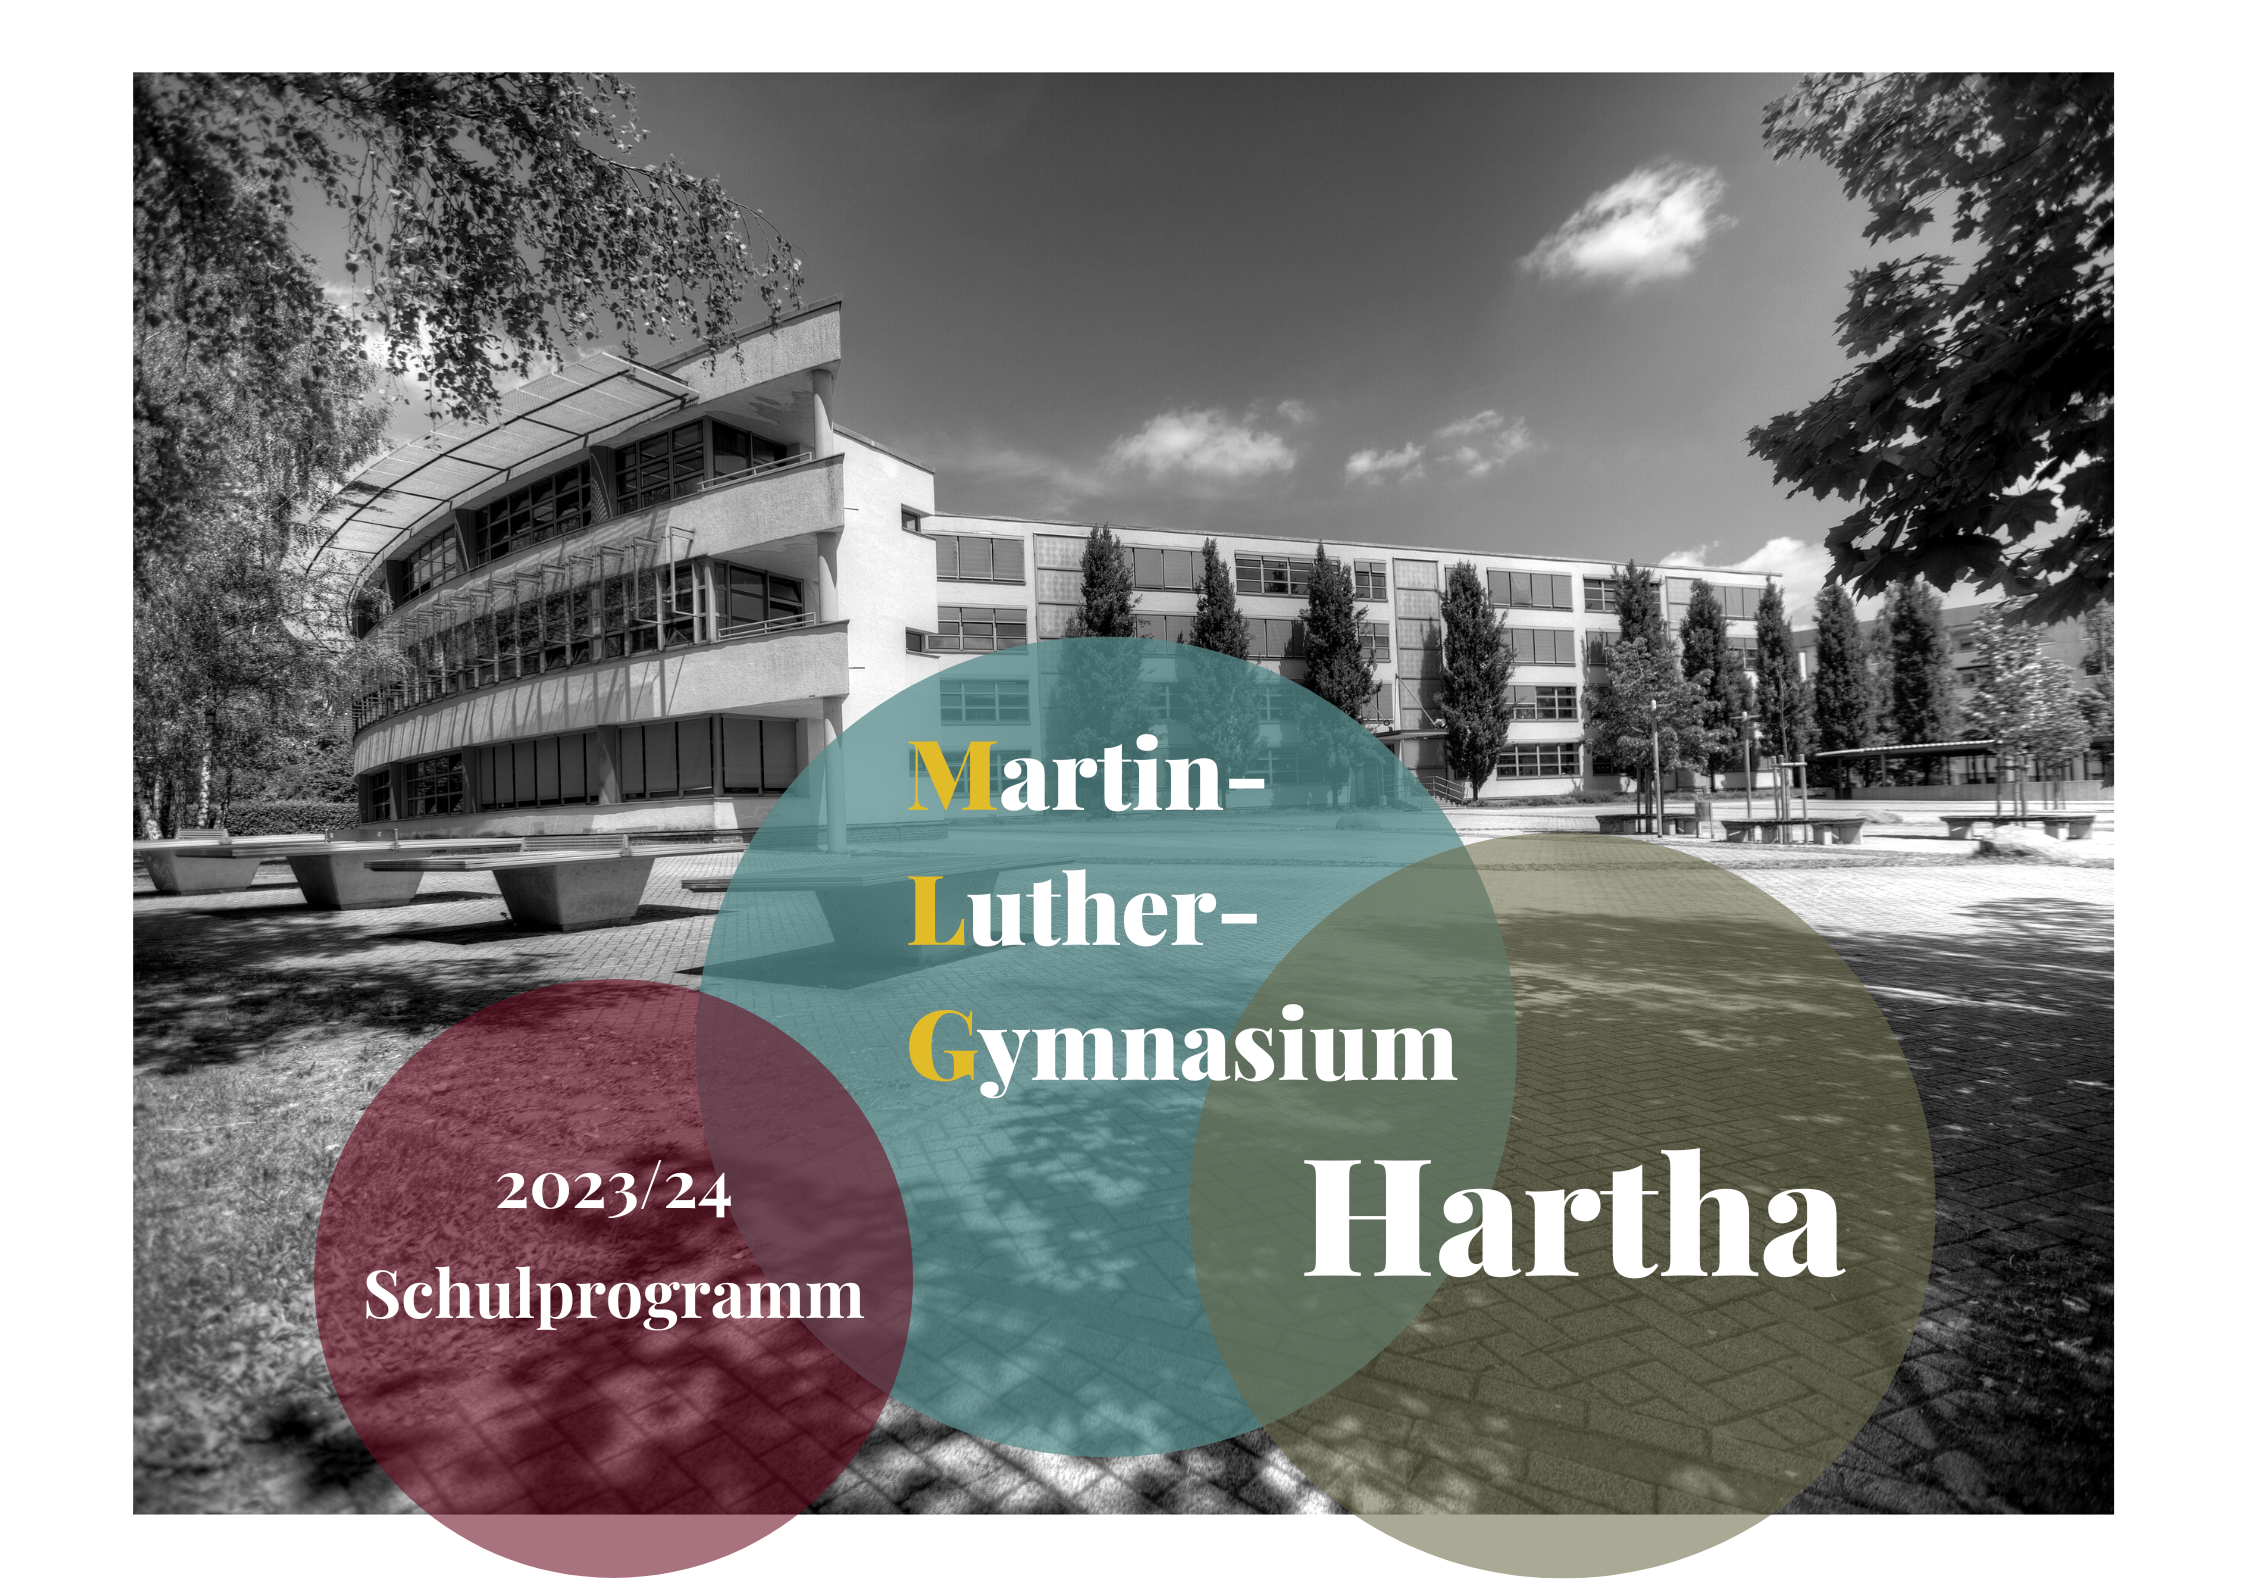 Martin-
Luther-
Gymnasium
Hartha
2023/24
Schulprogramm